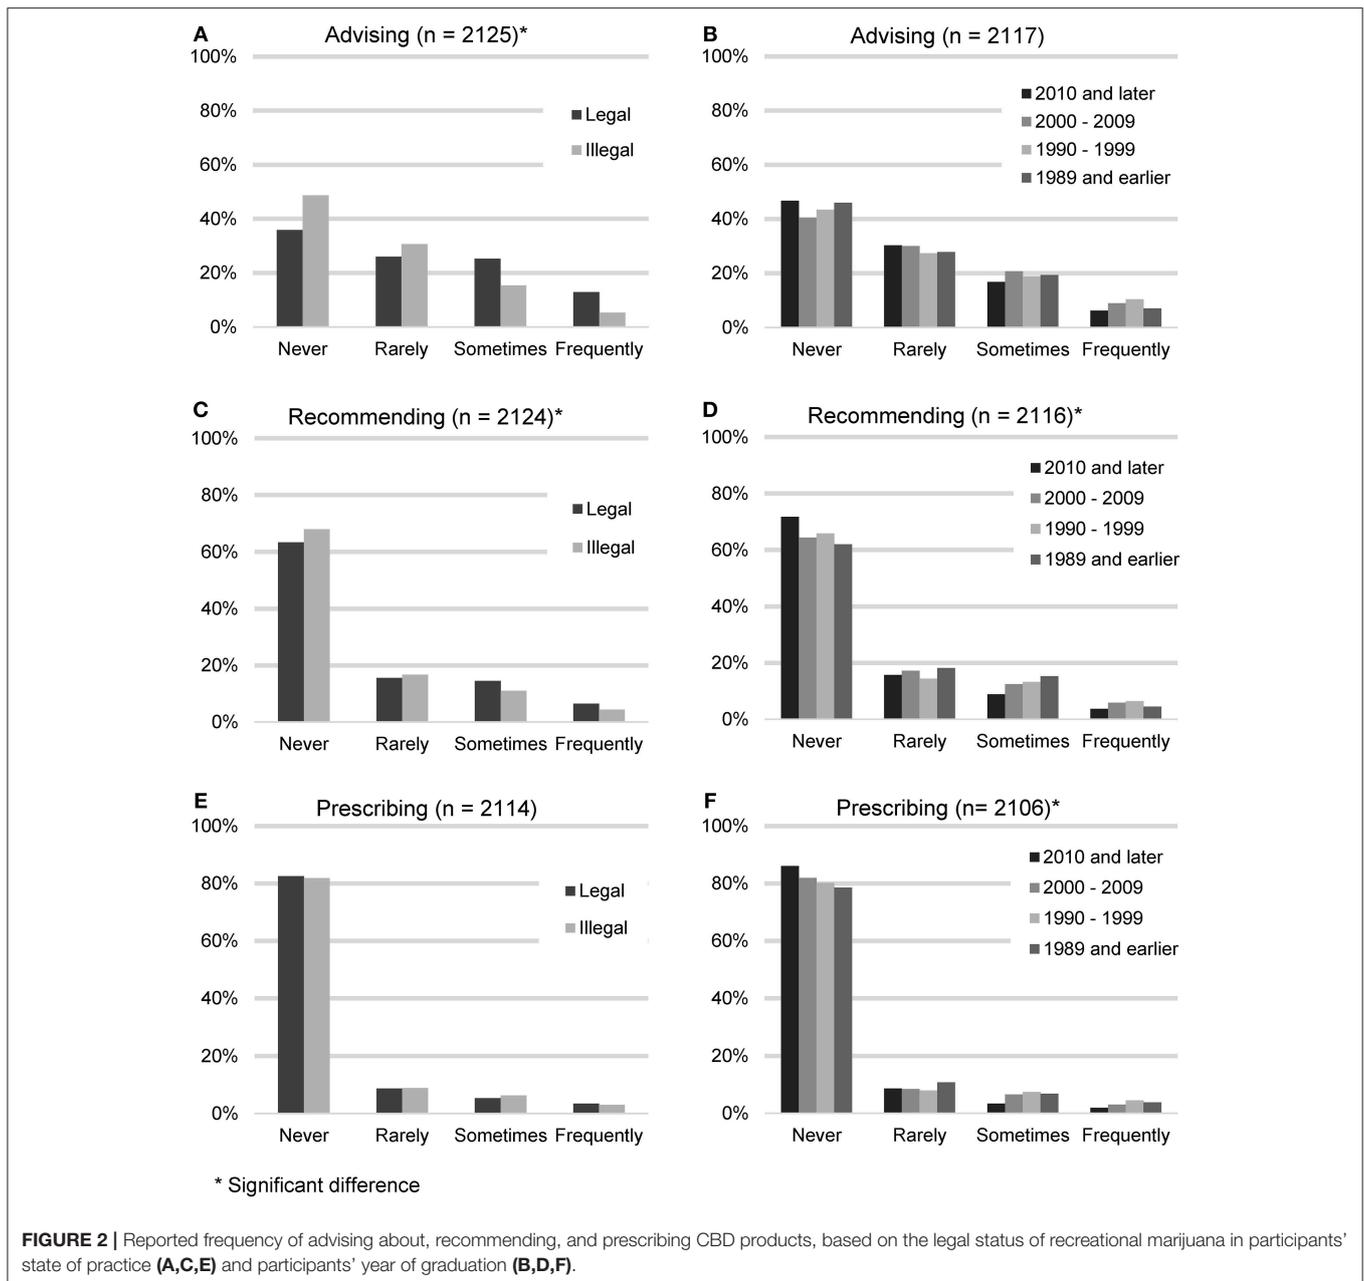 A
Advising (n = 2125)*
100%
80%
60%
40%
20%
0%
Legal
Illegal
Never Rarely Sometimes Frequently
B
Advising (n = 2117)
100%
80%
60%
40%
20%
0%
2010 and later
2000 - 2009
1990 - 1999
1989 and earlier
Never Rarely Sometimes Frequently
C
Recommending (n = 2124)*
100%
80%
60%
40%
20%
0%
Legal
Illegal
Never Rarely Sometimes Frequently
D
Recommending (n = 2116)*
100%
80%
60%
40%
20%
0%
2010 and later
2000 - 2009
1990 - 1999
1989 and earlier
Never Rarely Sometimes Frequently
E
Prescribing (n = 2114)
100%
80%
60%
40%
20%
0%
Legal
Illegal
Never Rarely Sometimes Frequently
F
Prescribing (n= 2106)*
100%
80%
60%
40%
20%
0%
2010 and later
2000 - 2009
1990 - 1999
1989 and earlier
Never Rarely Sometimes Frequently
* Significant difference
FIGURE 2 | Reported frequency of advising about, recommending, and prescribing CBD products, based on the legal status of recreational marijuana in participants'
state of practice (A,C,E) and participants' year of graduation (B,D,F).